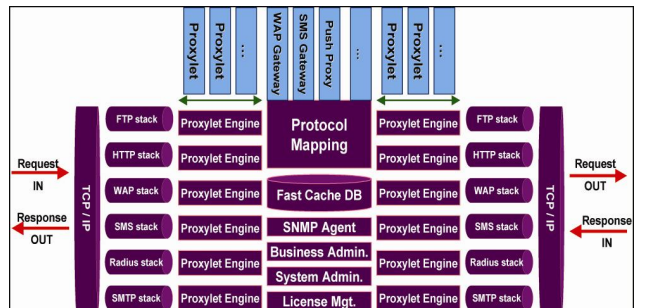 Proxylet
Proxylet
...
WAP Gateway
SMS Gateway
Push Proxy
...
Proxylet
Proxylet
...
TCP / IP
FTP stack
Proxylet Engine
Protocol
Mapping
Proxylet Engine
FTP stack
TCP / IP
HTTP stack
Proxylet Engine
Proxylet Engine
HTTP stack
Request
IN
Request
OUT
WAP stack
Proxylet Engine
Fast Cache DB
Proxylet Engine
WAP stack
Response
OUT
SMS stack
Proxylet Engine
SNMP Agent
Proxylet Engine
SMS stack
Response
IN
Business Admin.
Radius stack
Proxylet Engine
System Admin.
Proxylet Engine
Radius stack
SMTP stack
Proxylet Engine
License Mgt.
Proxylet Engine
SMTP stack